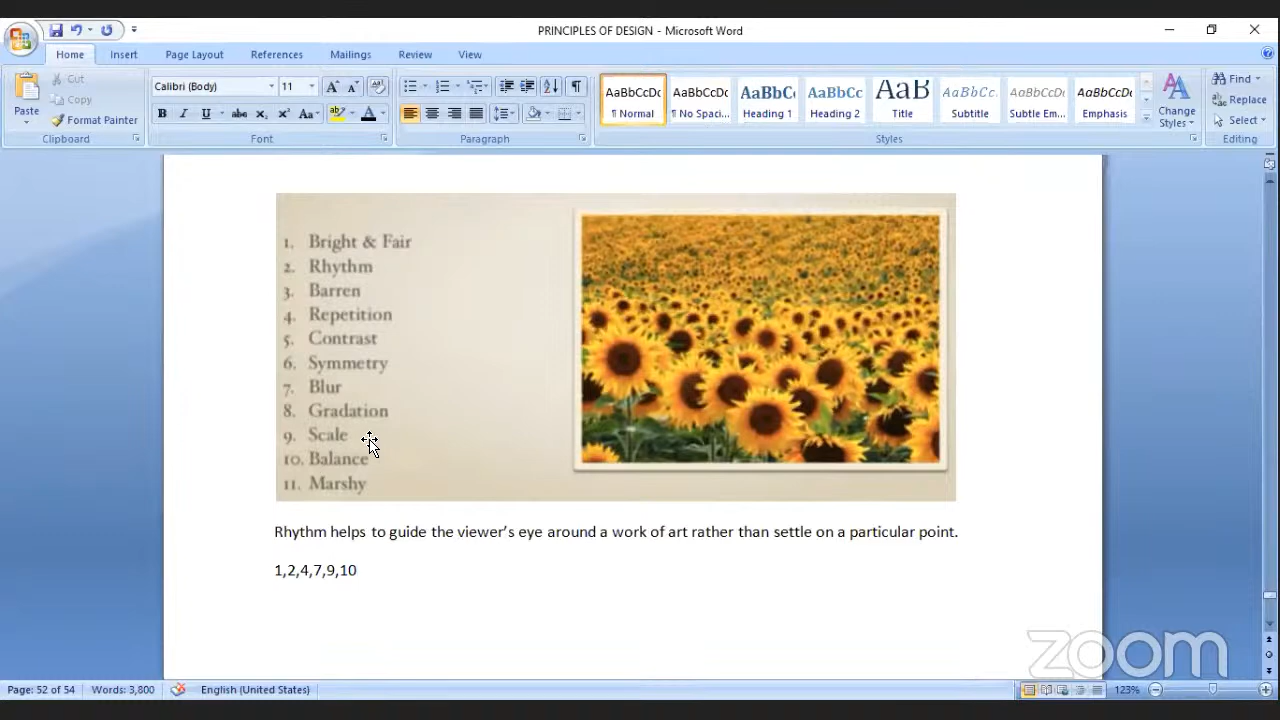 PRINCIPLES OF DESIGN - Microsoft Word
Home Insert Page Layout References Mailings Review View
Paste
Cut
Copy
Format Painter
Clipboard
Calibri (Body) 11
Font
Paragraph
AaBbCcDc AaBbCcDc AaBbC AaBbCc AaB AaBbCc. AaBbCcDc AaBbCcDc
¶ Normal ¶ No Spaci... Heading 1 Heading 2 Title Subtitle Subtle Em... Emphasis
Change Styles
Styles
Find
Replace
Select
Editing
1. Bright & Fair
2. Rhythm
3. Barren
4. Repetition
5. Contrast
6. Symmetry
7. Blur
8. Gradation
9. Scale
10. Balance
11. Marshy
Rhythm helps to guide the viewer’s eye around a work of art rather than settle on a particular point.
1,2,4,7,9,10
zoom
Page: 52 of 54 Words: 3,800 English (United States) 123%